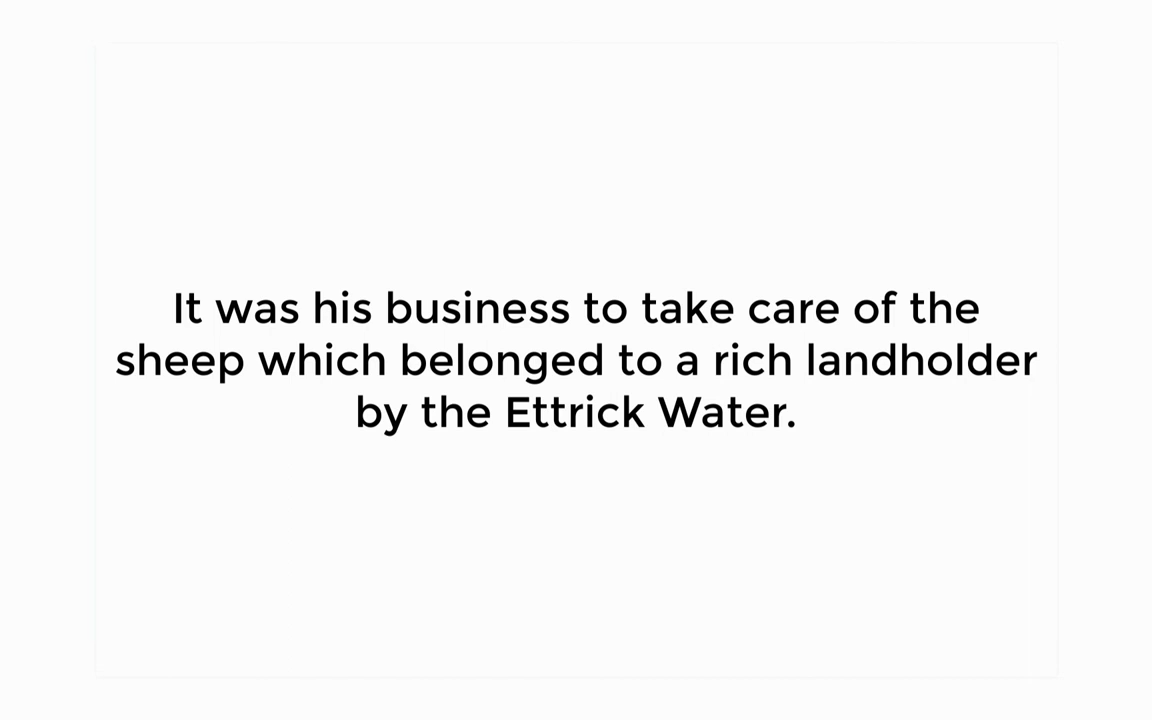 It was his business to take care of the
sheep which belonged to a rich landholder
by the Ettrick Water.